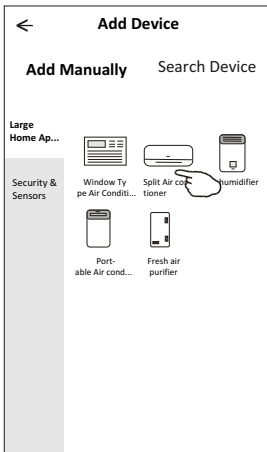 Add Device
Add Manually
Search Device
Large
Home Ap...
Security &
Sensors
Window Ty
pe Air Conditi...
Split Air con
tioner
humidifier
Port-
able Air cond...
Fresh air
purifier